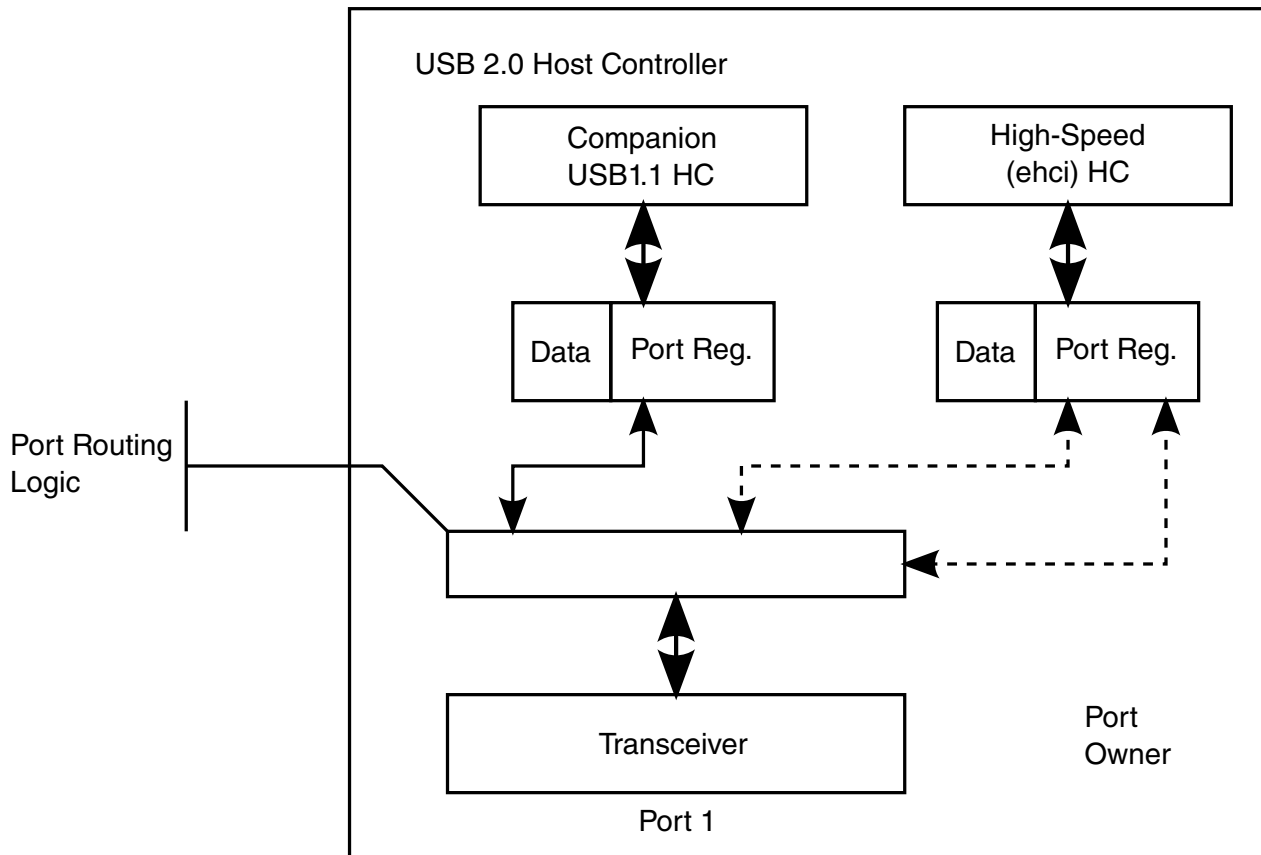 USB 2.0 Host Controller
Companion
USB1.1 HC
High-Speed
(ehci) HC
Data
Port Reg.
Data
Port Reg.
Port Routing
Logic
Transceiver
Port
Owner
Port 1